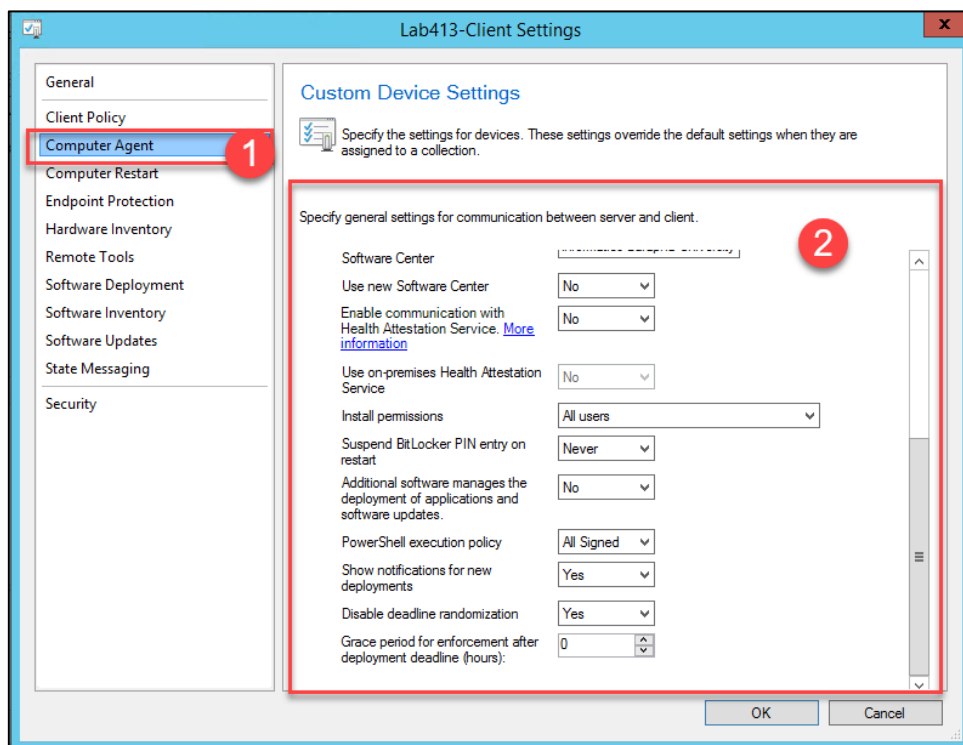 Lab413-Client Settings
x
General
Client Policy
Computer Agent
Computer Restart
Endpoint Protection
Hardware Inventory
Remote Tools
Software Deployment
Software Inventory
Software Updates
State Messaging
Security
1
Custom Device Settings
Specify the settings for devices. These settings override the default settings when they are
assigned to a collection.
Specify general settings for communication between server and client.
2
Software Center
Use new Software Center No
Enable communication with
Health Attestation Service. More
information
No
Use on-premises Health Attestation
Service
No
Install permissions All users
Suspend BitLocker PIN entry on
restart
Never
Additional software manages the
deployment of applications and
software updates.
No
PowerShell execution policy All Signed
Show notifications for new
deployments
Yes
Disable deadline randomization Yes
Grace period for enforcement after
deployment deadline (hours):
0
OK Cancel